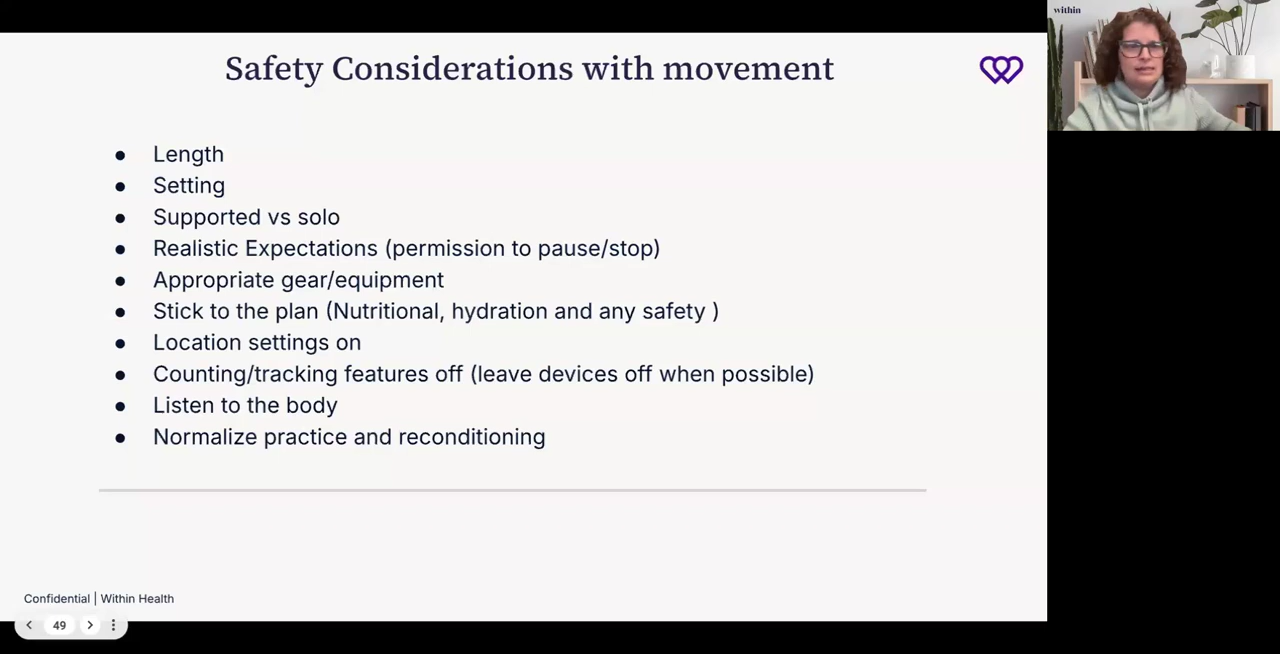 Safety Considerations with movement
within
● Length
● Setting
● Supported vs solo
● Realistic Expectations (permission to pause/stop)
● Appropriate gear/equipment
● Stick to the plan (Nutritional, hydration and any safety )
● Location settings on
● Counting/tracking features off (leave devices off when possible)
● Listen to the body
● Normalize practice and reconditioning
Confidential | Within Health
49